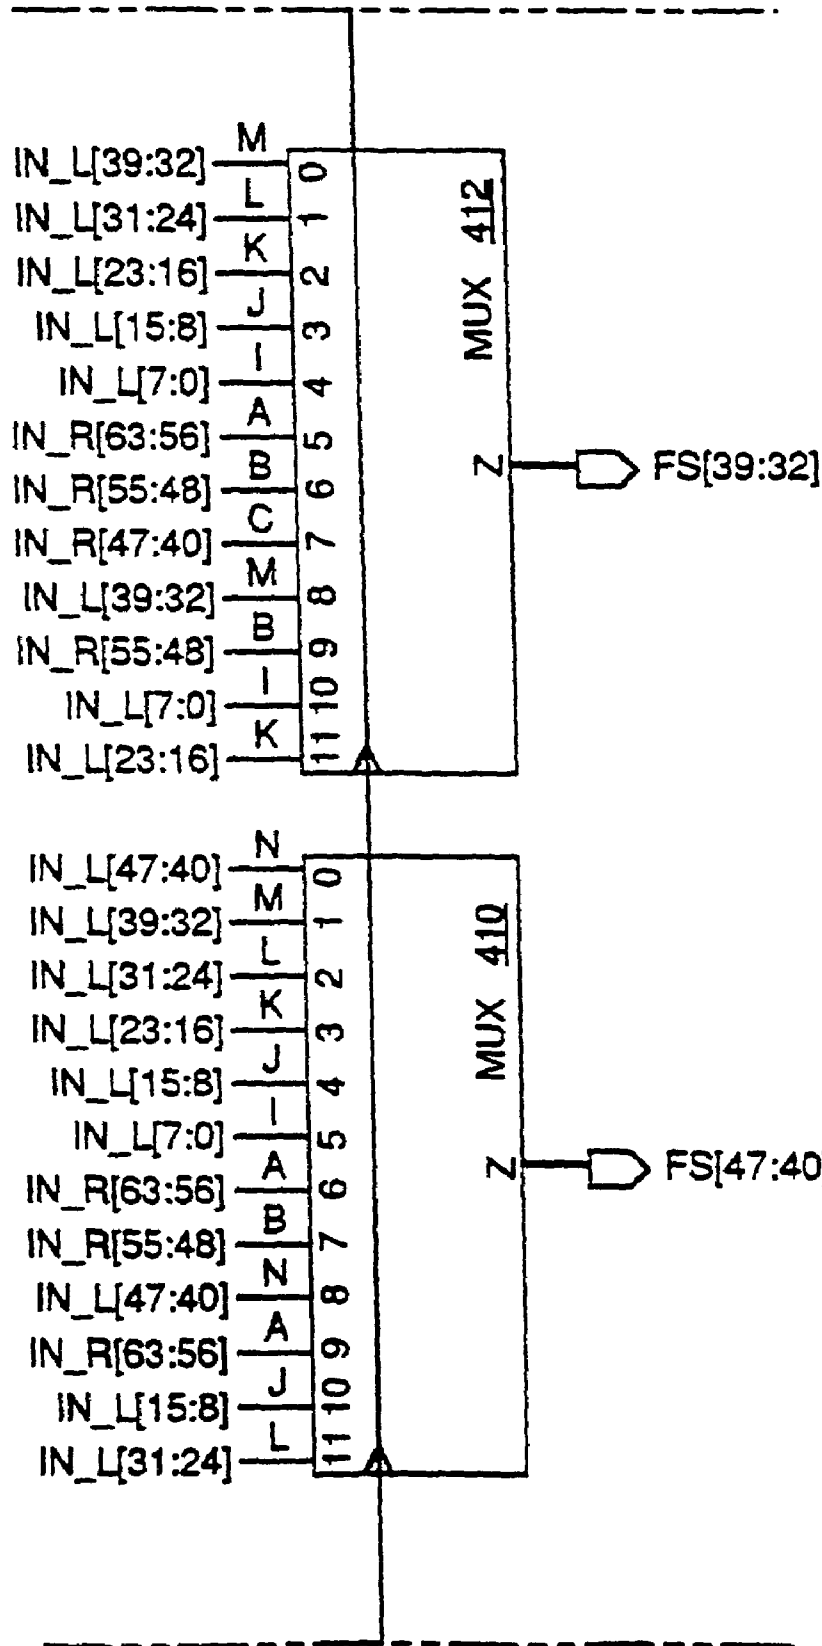 M
IN_L[39:32] 0
L
IN_L[31:24] 1
K
IN_L[23:16] 2
J
IN_L[15:8] 3
I
IN_L[7:0] 4
A
IN_R[63:56] 5
B
IN_R[55:48] 6
C
IN_R[47:40] 7
M
IN_L[39:32] 8
B
IN_R[55:48] 9
I
IN_L[7:0] 10
K
IN_L[23:16] 11
MUX 412
Z
FS[39:32]
N
IN_L[47:40] 0
M
IN_L[39:32] 1
L
IN_L[31:24] 2
K
IN_L[23:16] 3
J
IN_L[15:8] 4
I
IN_L[7:0] 5
A
IN_R[63:56] 6
B
IN_R[55:48] 7
N
IN_L[47:40] 8
A
IN_R[63:56] 9
J
IN_L[15:8] 10
L
IN_L[31:24] 11
MUX 410
Z
FS[47:40